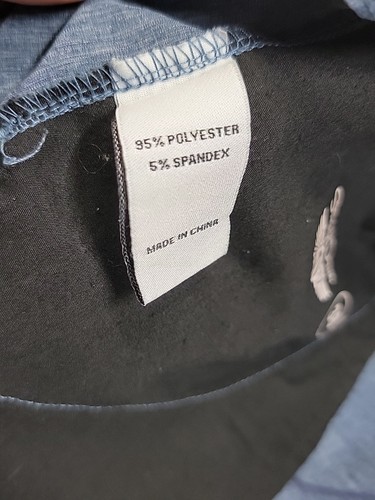 95% POLYESTER
5% SPANDEX
MADE IN CHINA